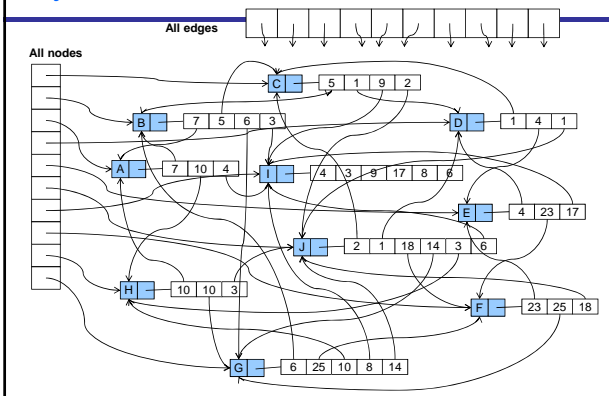 All edges
All nodes
C 5 1 9 2
B 7 5 6 3
D 1 4 1
A 7 10 4
I 4 3 9 17 8 6
E 4 23 17
J 2 1 18 14 3 6
H 10 10 3
F 23 25 18
G 6 25 10 8 14